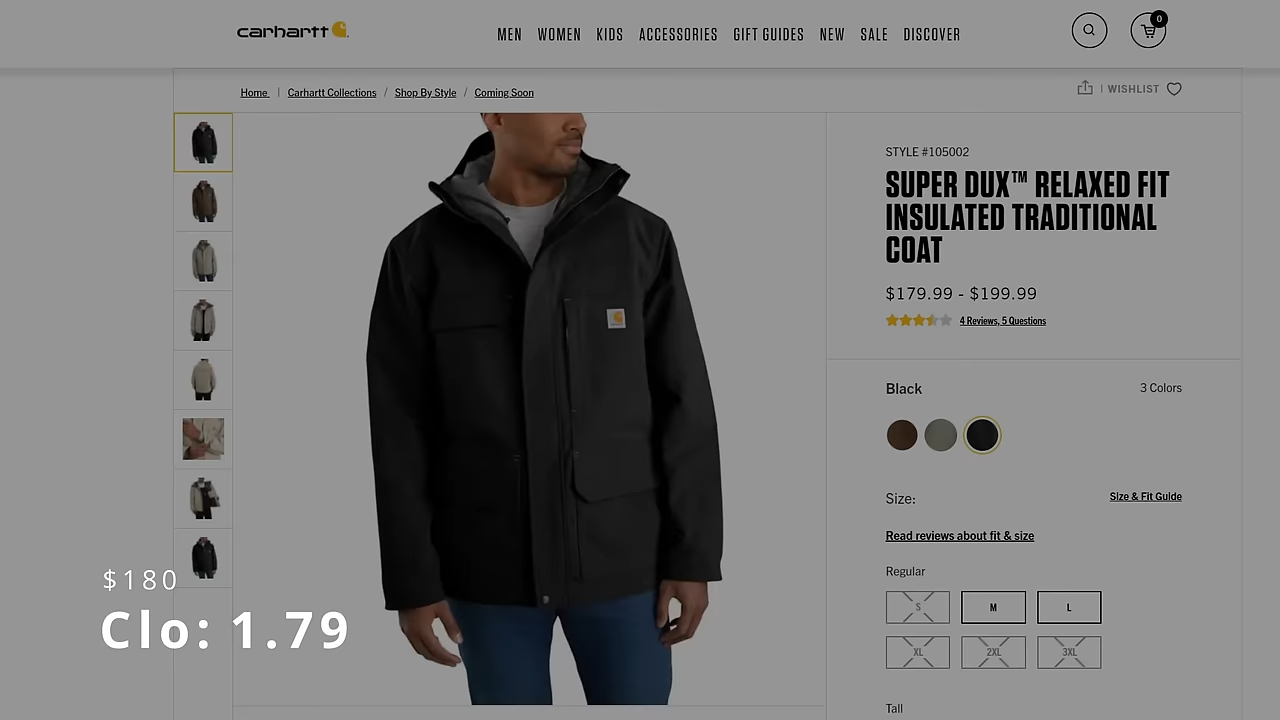 carhartt
MEN WOMEN KIDS ACCESSORIES GIFT GUIDES NEW SALE DISCOVER
0
Home | Carhartt Collections / Shop By Style / Coming Soon
| WISHLIST
STYLE #105002
SUPER DUX™ RELAXED FIT
INSULATED TRADITIONAL
COAT
$179.99 - $199.99
4 Reviews, 5 Questions
Black 3 Colors
Size: Size & Fit Guide
Read reviews about fit & size
Regular
S M L
XL 2XL 3XL
Tall
$180
Clo: 1.79